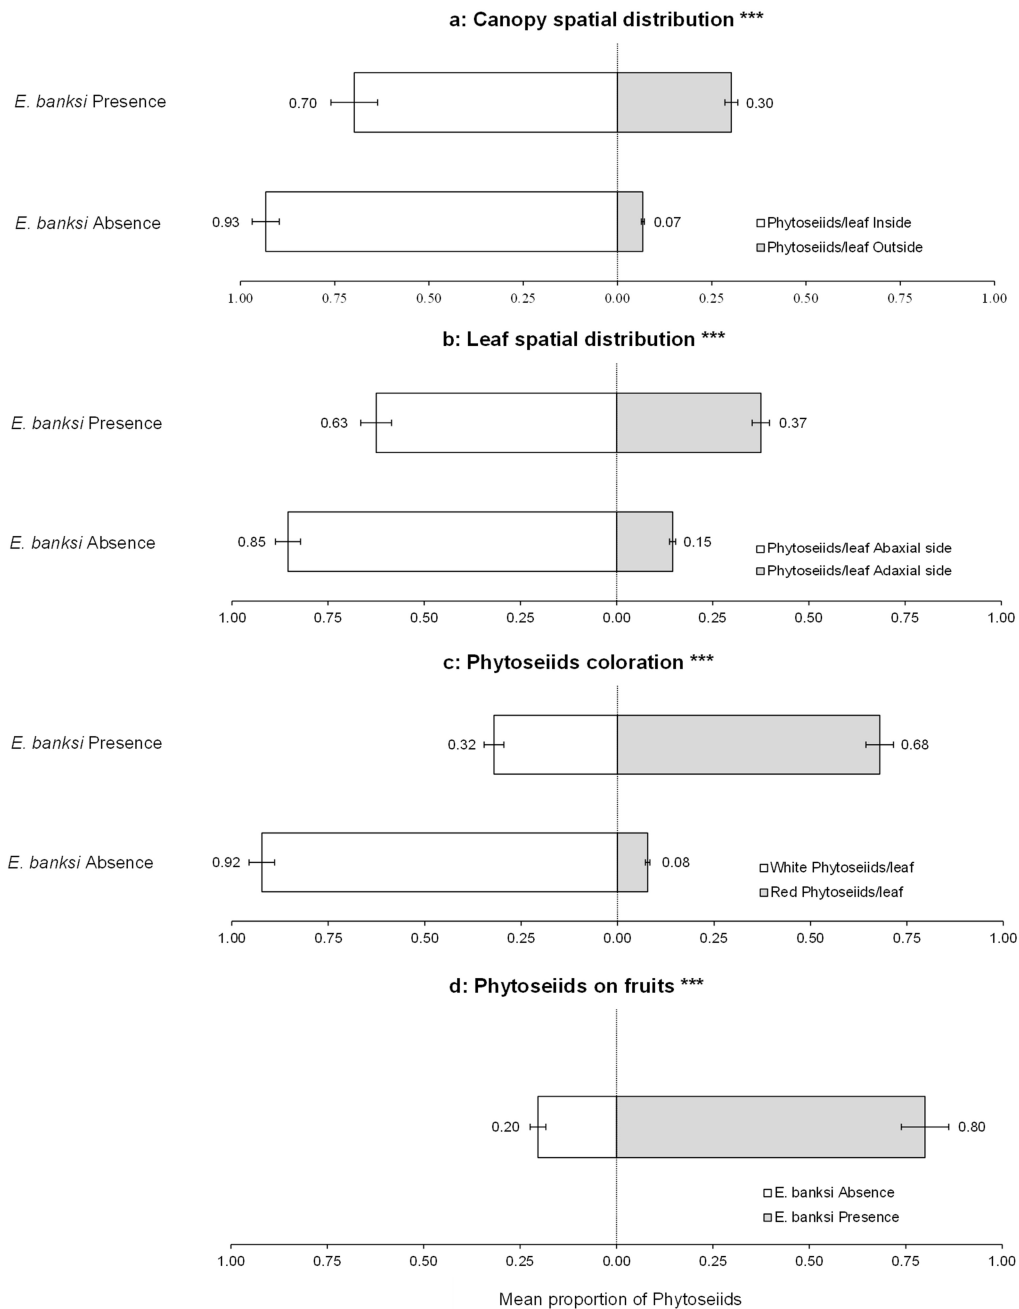 a: Canopy spatial distribution ***
E. banksi Presence
0.70
0.30
E. banksi Absence
0.93
0.07
Phytoseiids/leaf Inside
Phytoseiids/leaf Outside
1.00 0.75 0.50 0.25 0.00 0.25 0.50 0.75 1.00
b: Leaf spatial distribution ***
E. banksi Presence
0.63
0.37
E. banksi Absence
0.85
0.15
Phytoseiids/leaf Abaxial side
Phytoseiids/leaf Adaxial side
1.00 0.75 0.50 0.25 0.00 0.25 0.50 0.75 1.00
c: Phytoseiids coloration ***
E. banksi Presence
0.32
0.68
E. banksi Absence
0.92
0.08
White Phytoseiids/leaf
Red Phytoseiids/leaf
1.00 0.75 0.50 0.25 0.00 0.25 0.50 0.75 1.00
d: Phytoseiids on fruits ***
0.20
0.80
E. banksi Absence
E. banksi Presence
1.00 0.75 0.50 0.25 0.00 0.25 0.50 0.75 1.00
Mean proportion of Phytoseiids